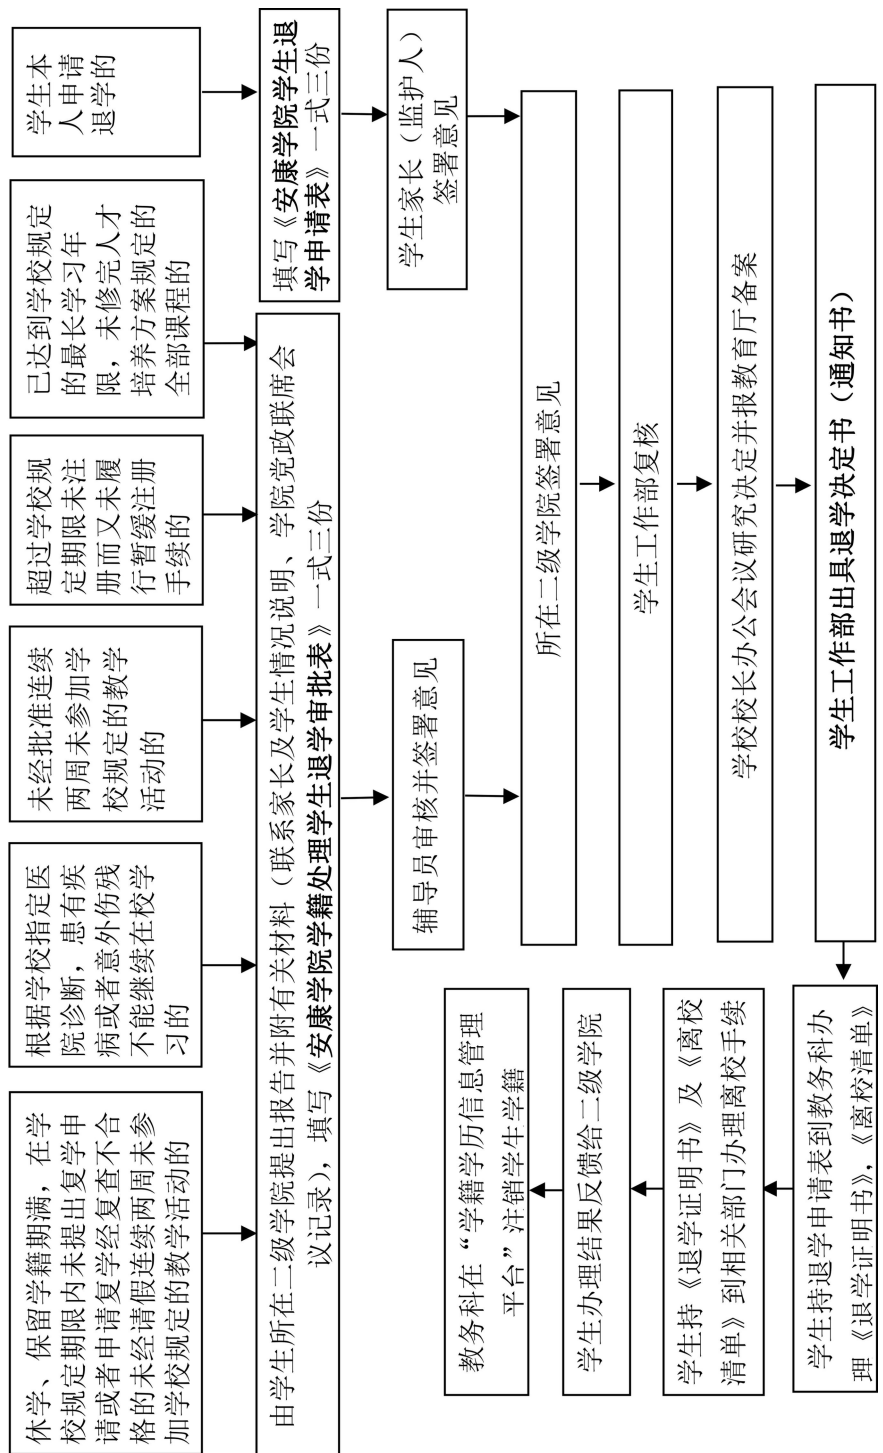 休学、保留学籍期满，在学
校规定期限内未提出复学申
请或者申请复学经复查不合
格的未经请假连续两周未参
加学校规定的教学活动的
根据学校指定医
院诊断，患有疾
病或者意外伤残
不能继续在校学
习的
未经批准连续
两周未参加学
校规定的教学
活动的
超过学校规
定期限未注
册而又未履
行暂缓注册
手续的
已达到学校规定
的最长学习年
限，未修完人才
培养方案规定的
全部课程的
学生本
人申请
退学的
由学生所在二级学院提出报告并附有关材料（联系家长及学生情况说明、学院党政联席会
议记录），填写《安康学院学籍处理学生退学审批表》一式三份
填写《安康学院学生退
学申请表》一式三份
辅导员审核并签署意见
学生家长（监护人）
签署意见
所在二级学院签署意见
学生工作部复核
学校校长办公会议研究决定并报教育厅备案
学生工作部出具退学决定书（通知书）
学生持退学申请表到教务科办
理《退学证明书》，《离校清单》
学生持《退学证明书》及《离校
清单》到相关部门办理离校手续
学生办理结果反馈给二级学院
教务科在“学籍学历信息管理
平台”注销学生学籍